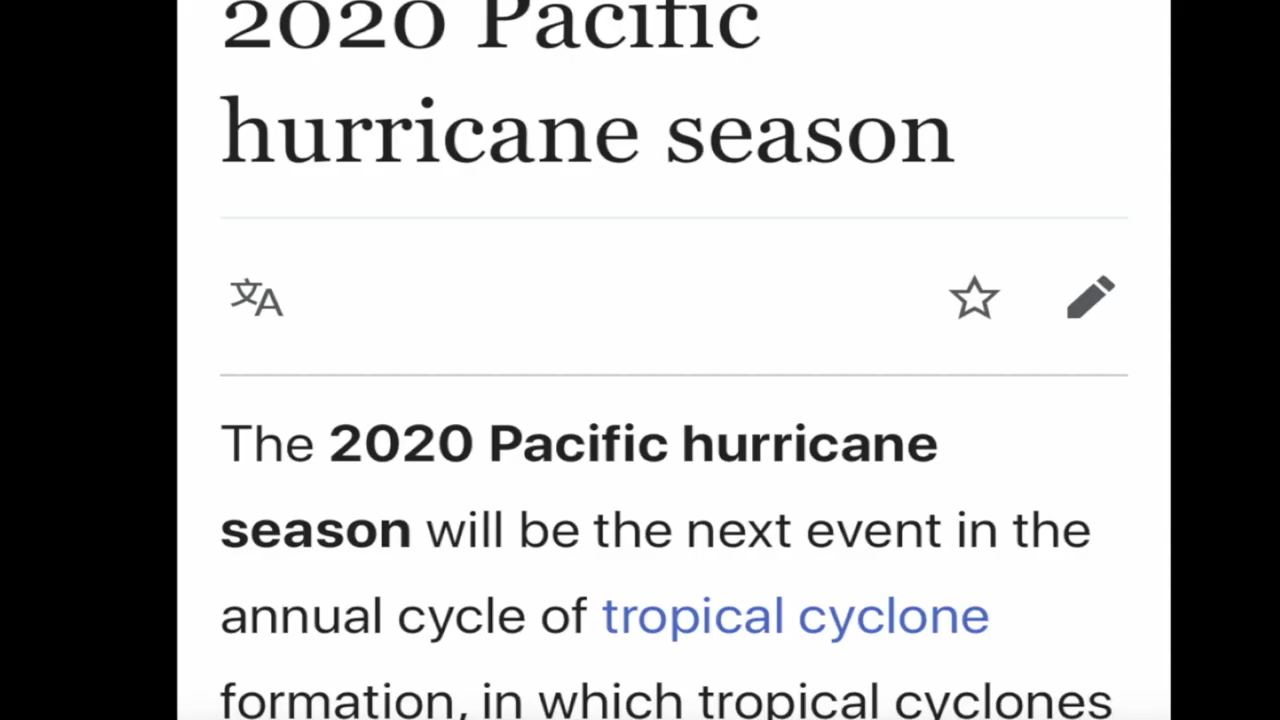 2020 Pacific
hurricane season
The 2020 Pacific hurricane
season will be the next event in the
annual cycle of tropical cyclone
formation, in which tropical cyclones